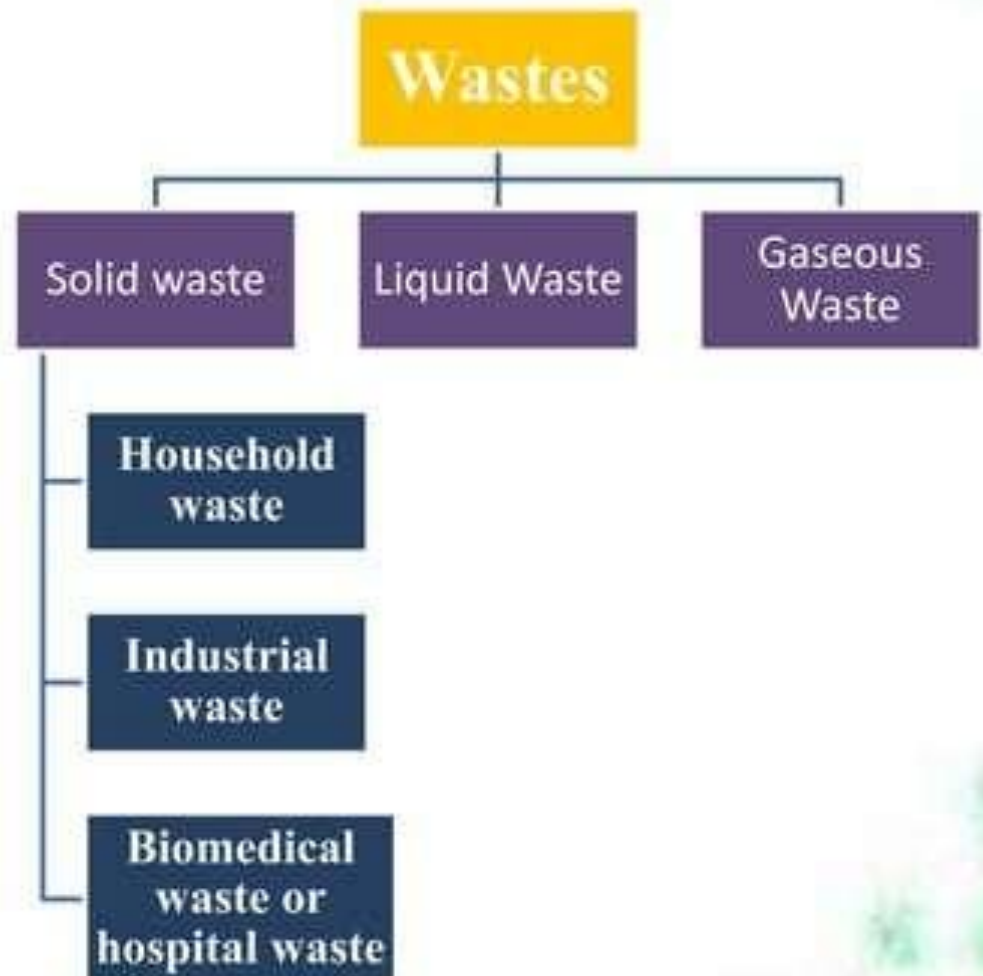 Wastes
Solid waste
Liquid Waste
Gaseous
Waste
Household
waste
Industrial
waste
Biomedical
waste or
hospital waste